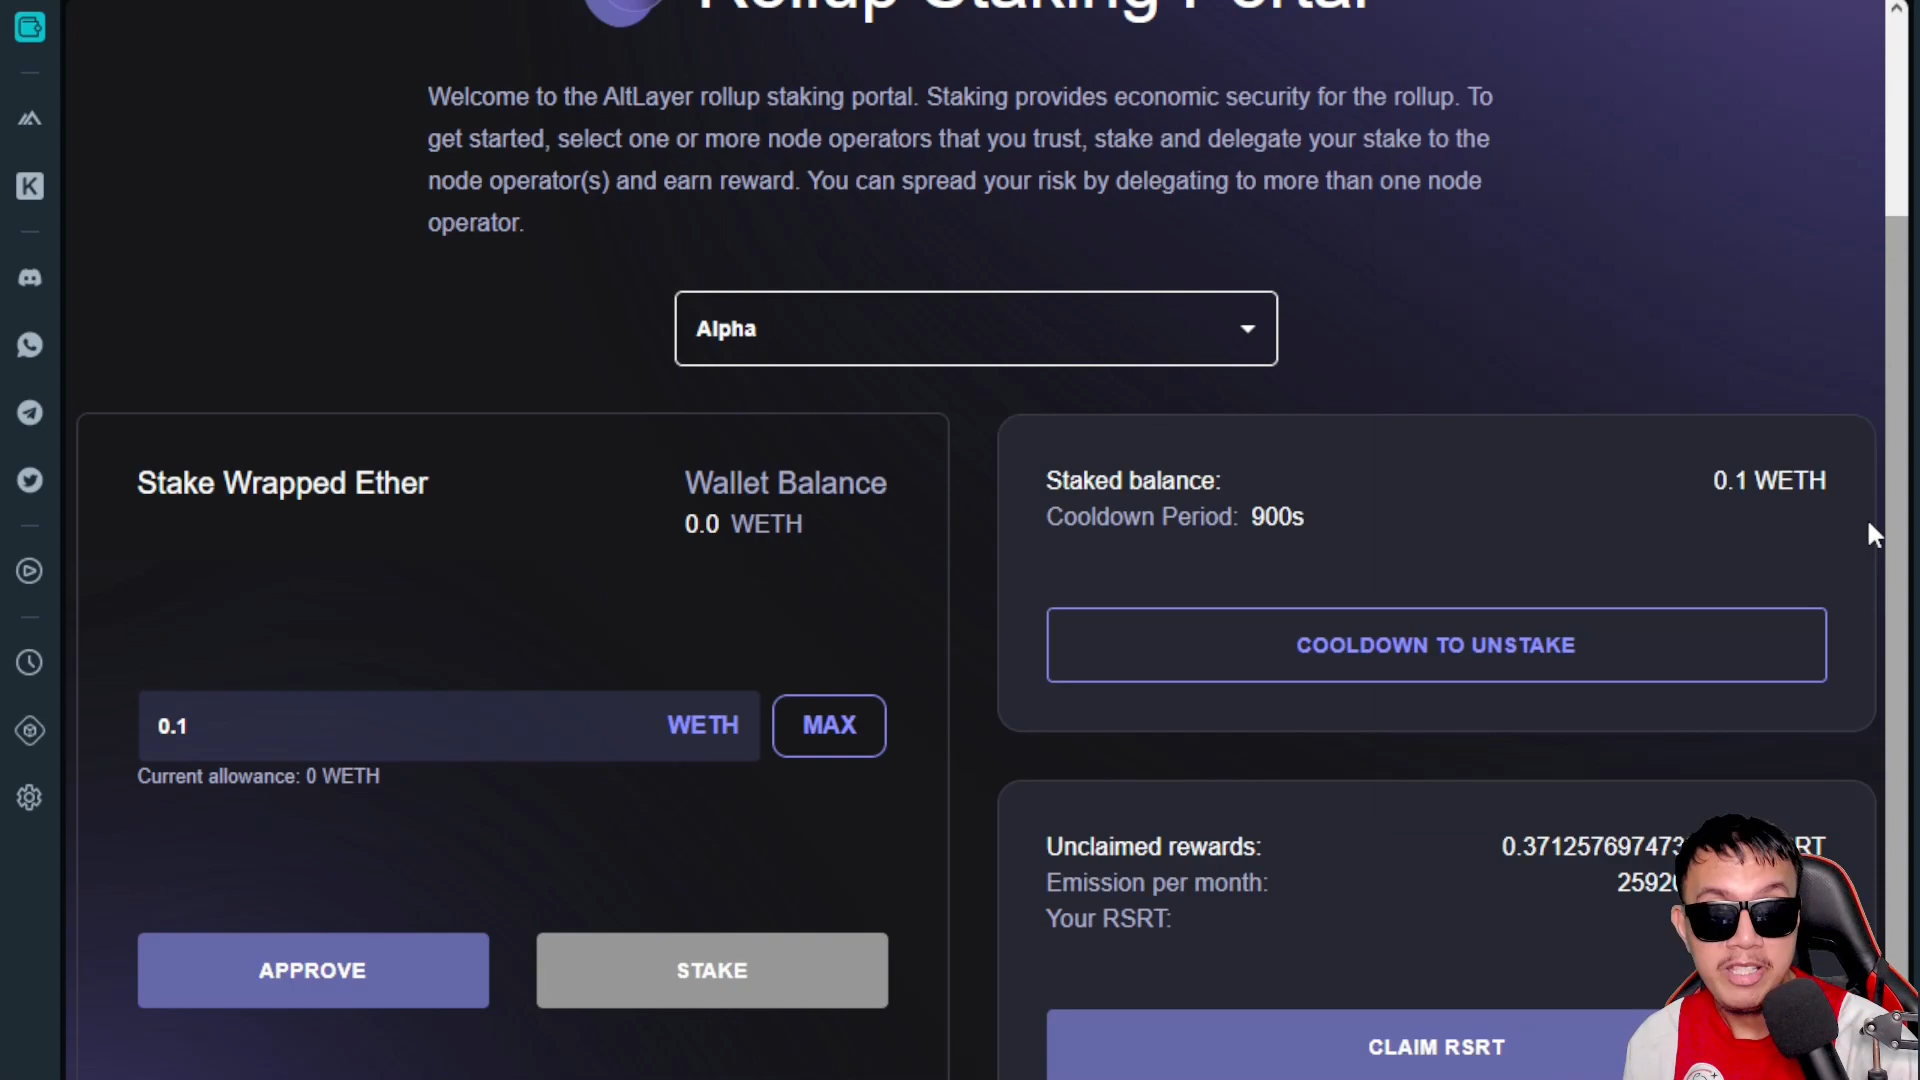 Rollup Staking Portal
Welcome to the AltLayer rollup staking portal. Staking provides economic security for the rollup. To
get started, select one or more node operators that you trust, stake and delegate your stake to the
node operator(s) and earn reward. You can spread your risk by delegating to more than one node
operator.
Alpha
Stake Wrapped Ether
Wallet Balance
0.0 WETH
0.1
WETH
MAX
Current allowance: 0 WETH
APPROVE
STAKE
Staked balance:
0.1 WETH
Cooldown Period: 900s
COOLDOWN TO UNSTAKE
Unclaimed rewards:
Emission per month:
Your RSRT:
CLAIM RSRT